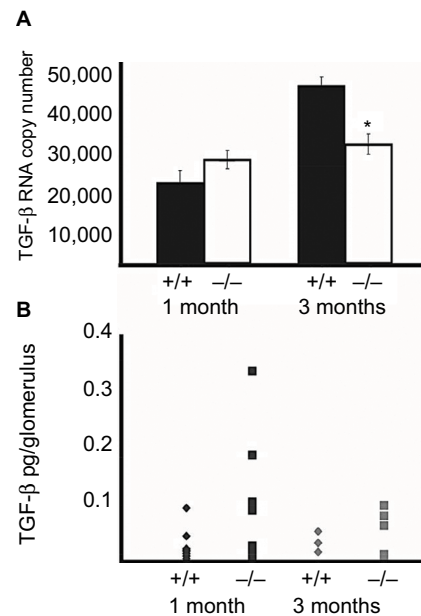 A
TGF-β RNA copy number
50,000
40,000
30,000
20,000
10,000
*
+/+ –/– +/+ –/–
1 month 3 months
B
TGF-β pg/glomerulus
0.4
0.3
0.2
0.1
+/+ –/– +/+ –/–
1 month 3 months